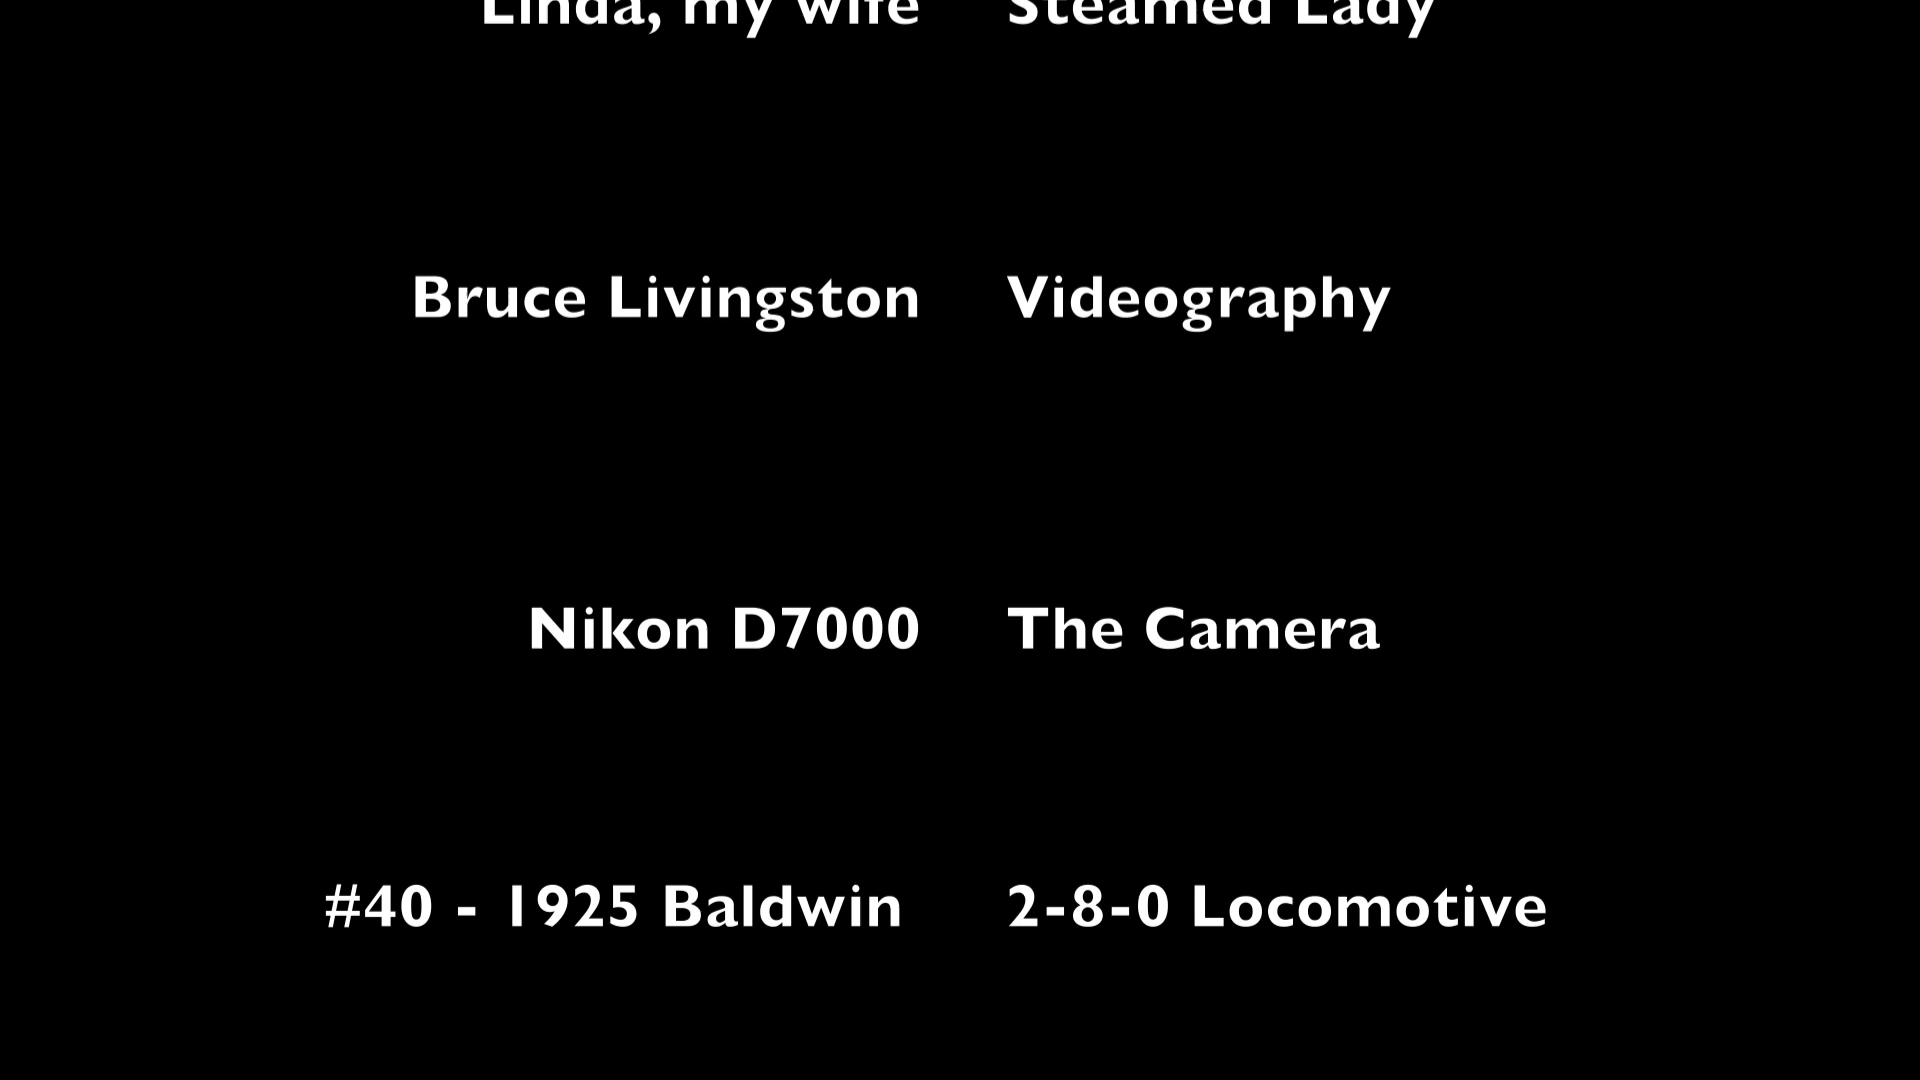 Linda, my wife Steamed Lady
Bruce Livingston Videography
Nikon D7000 The Camera
#40 - 1925 Baldwin 2-8-0 Locomotive